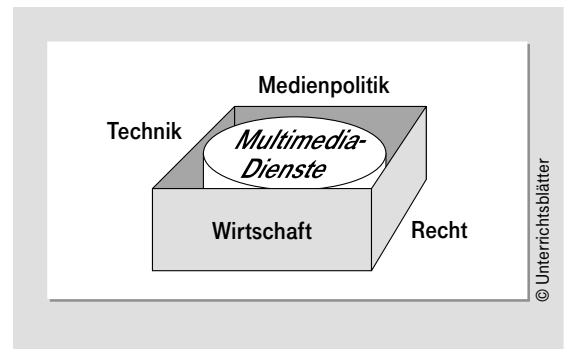 Medienpolitik
Technik
Multimedia-
Dienste
Wirtschaft
Recht
© Unterrichtsblätter